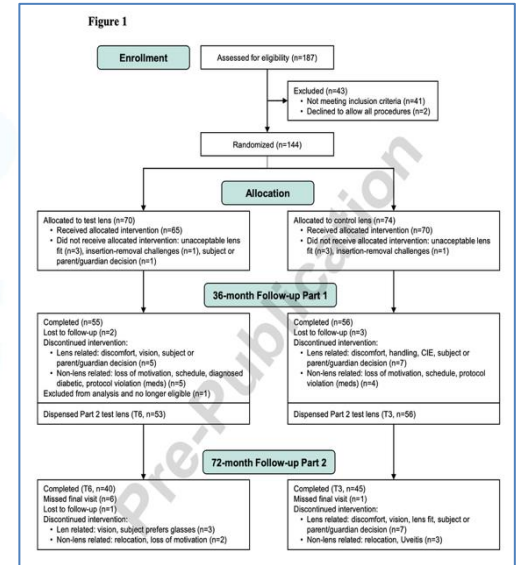 Figure 1
Enrollment
Assessed for eligibility (n=187)
Excluded (n=43)
• Not meeting inclusion criteria (n=41)
• Declined to allow all procedures (n=2)
Randomized (n=144)
Allocation
Allocated to test lens (n=70)
• Received allocated intervention (n=65)
• Did not receive allocated intervention: unacceptable lens
fit (n=3), insertion-removal challenges (n=1), subject or
parent/guardian decision (n=1)
Allocated to control lens (n=74)
• Received allocated intervention (n=70)
• Did not receive allocated intervention: unacceptable lens
fit (n=3), insertion-removal challenges (n=1)
36-month Follow-up Part 1
Completed (n=55)
Lost to follow-up (n=2)
Discontinued intervention:
• Lens related: discomfort, vision, subject or
parent/guardian decision (n=5)
• Non-lens related: loss of motivation, schedule, diagnosed
diabetic, protocol violation (meds) (n=5)
Excluded from analysis and no longer eligible (n=1)
Completed (n=56)
Lost to follow-up (n=3)
Discontinued intervention:
• Lens related: discomfort, handling, CIE, subject or
parent/guardian decision (n=7)
• Non-lens related: loss of motivation, schedule, protocol
violation (meds) (n=4)
Dispensed Part 2 test lens (T6, n=53)
Dispensed Part 2 test lens (T3, n=56)
72-month Follow-up Part 2
Completed (T6, n=40)
Missed final visit (n=6)
Lost to follow-up (n=1)
Discontinued intervention:
• Len related: vision, subject prefers glasses (n=3)
• Non-lens related: relocation, loss of motivation (n=2)
Completed (T3, n=45)
Missed final visit (n=1)
Discontinued intervention:
• Lens related: discomfort, vision, lens fit, subject or
parent/guardian decision (n=7)
• Non-lens related: relocation, Uveitis (n=3)
Pre-Publication